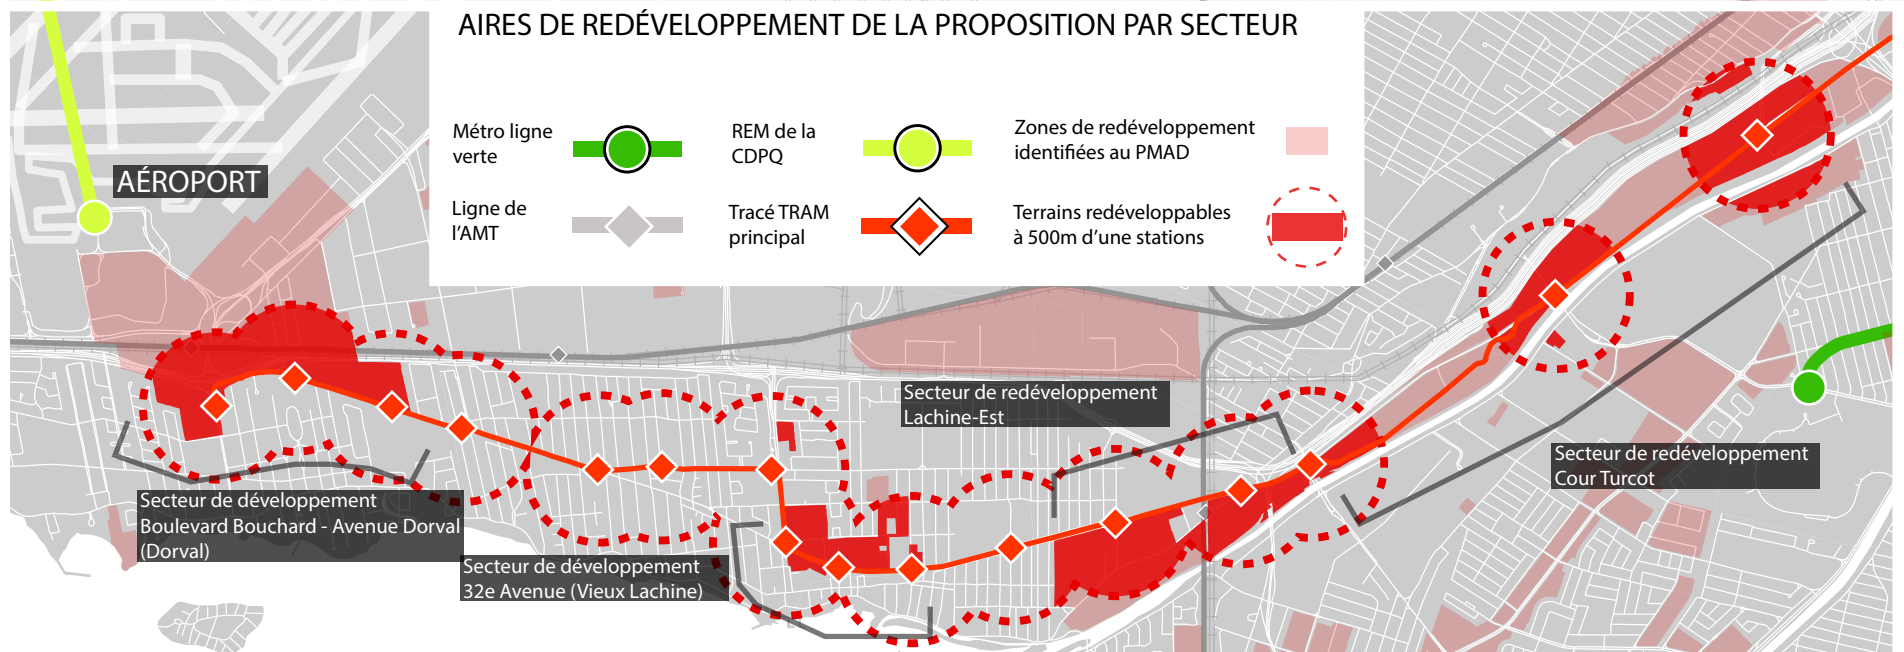 AIRES DE REDÉVELOPPEMENT DE LA PROPOSITION PAR SECTEUR
Métro ligne
verte
REM de la
CDPQ
Zones de redéveloppement
identifiées au PMAD
Ligne de
l'AMT
Tracé TRAM
principal
Terrains redéveloppables
à 500m d'une stations
AÉROPORT
Secteur de redéveloppement
Lachine-Est
Secteur de redéveloppement
Cour Turcot
Secteur de développement
Boulevard Bouchard - Avenue Dorval
(Dorval)
Secteur de développement
32e Avenue (Vieux Lachine)